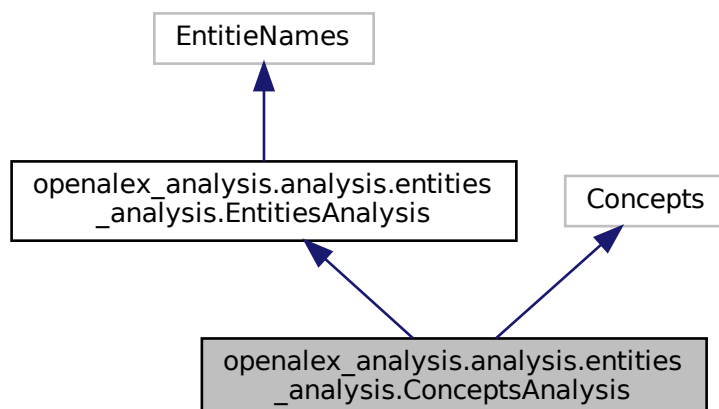 EntitieNames
openalex_analysis.analysis.entities
_analysis.EntitiesAnalysis
Concepts
openalex_analysis.analysis.entities
_analysis.ConceptsAnalysis